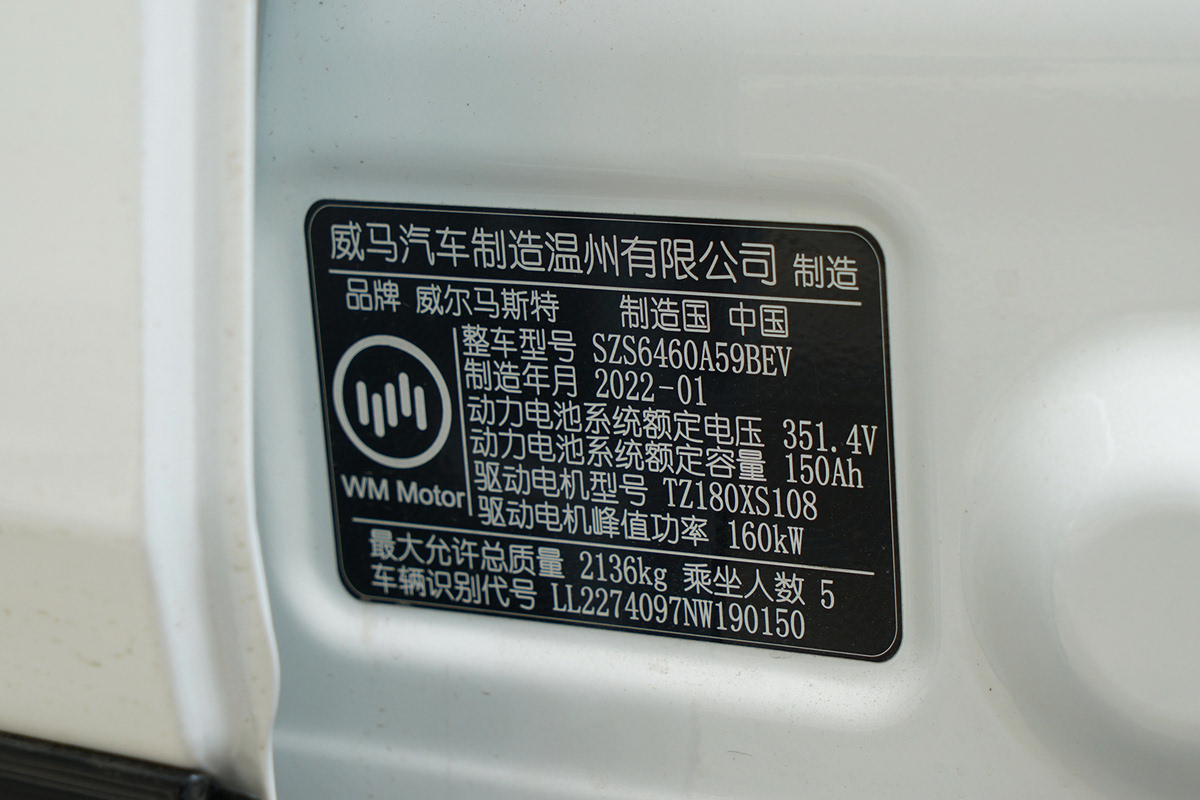 威马汽车制造温州有限公司 制造
品牌 威尔马斯特 制造国 中国
整车型号 SZS6460A59BEV
制造年月 2022-01
动力电池系统额定电压 351.4V
动力电池系统额定容量 150Ah
驱动电机型号 TZ180XS108
驱动电机峰值功率 160kW
WM Motor
最大允许总质量 2136kg 乘坐人数 5
车辆识别代号 LL2274097NW190150